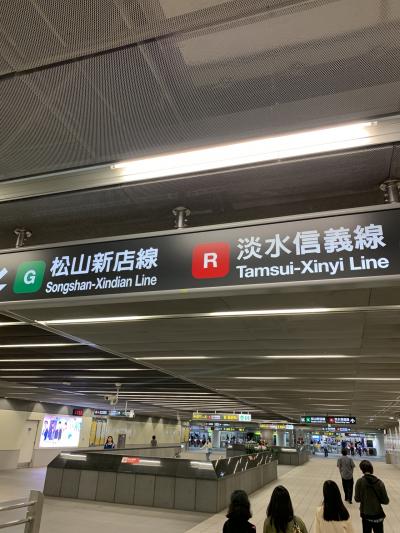 G 松山新店線
Songshan-Xindian Line
R 淡水信義線
Tamsui-Xinyi Line